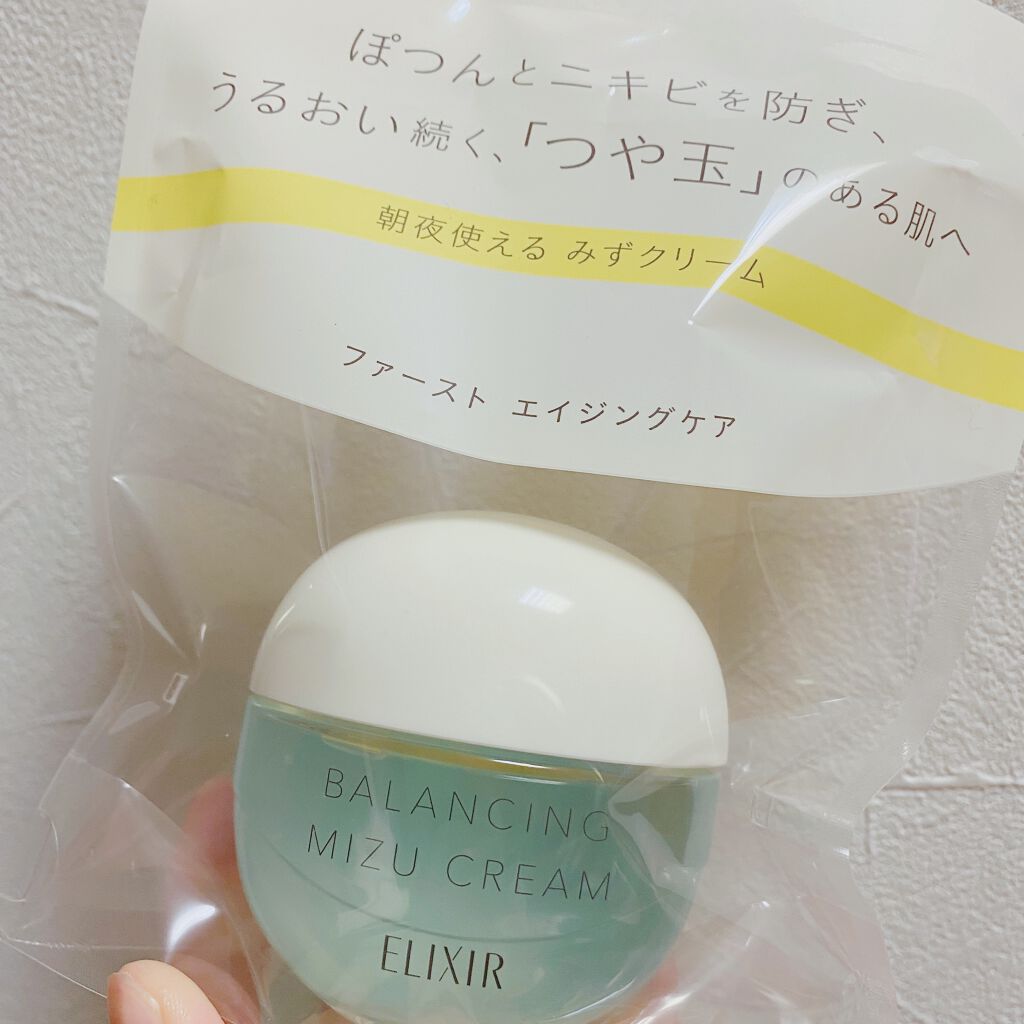 ぽつんとニキビを防ぎ、
うるおい続く、「つや玉」のある肌へ
朝夜使える みずクリーム
ファースト エイジングケア
BALANCING
MIZU CREAM
ELIXIR